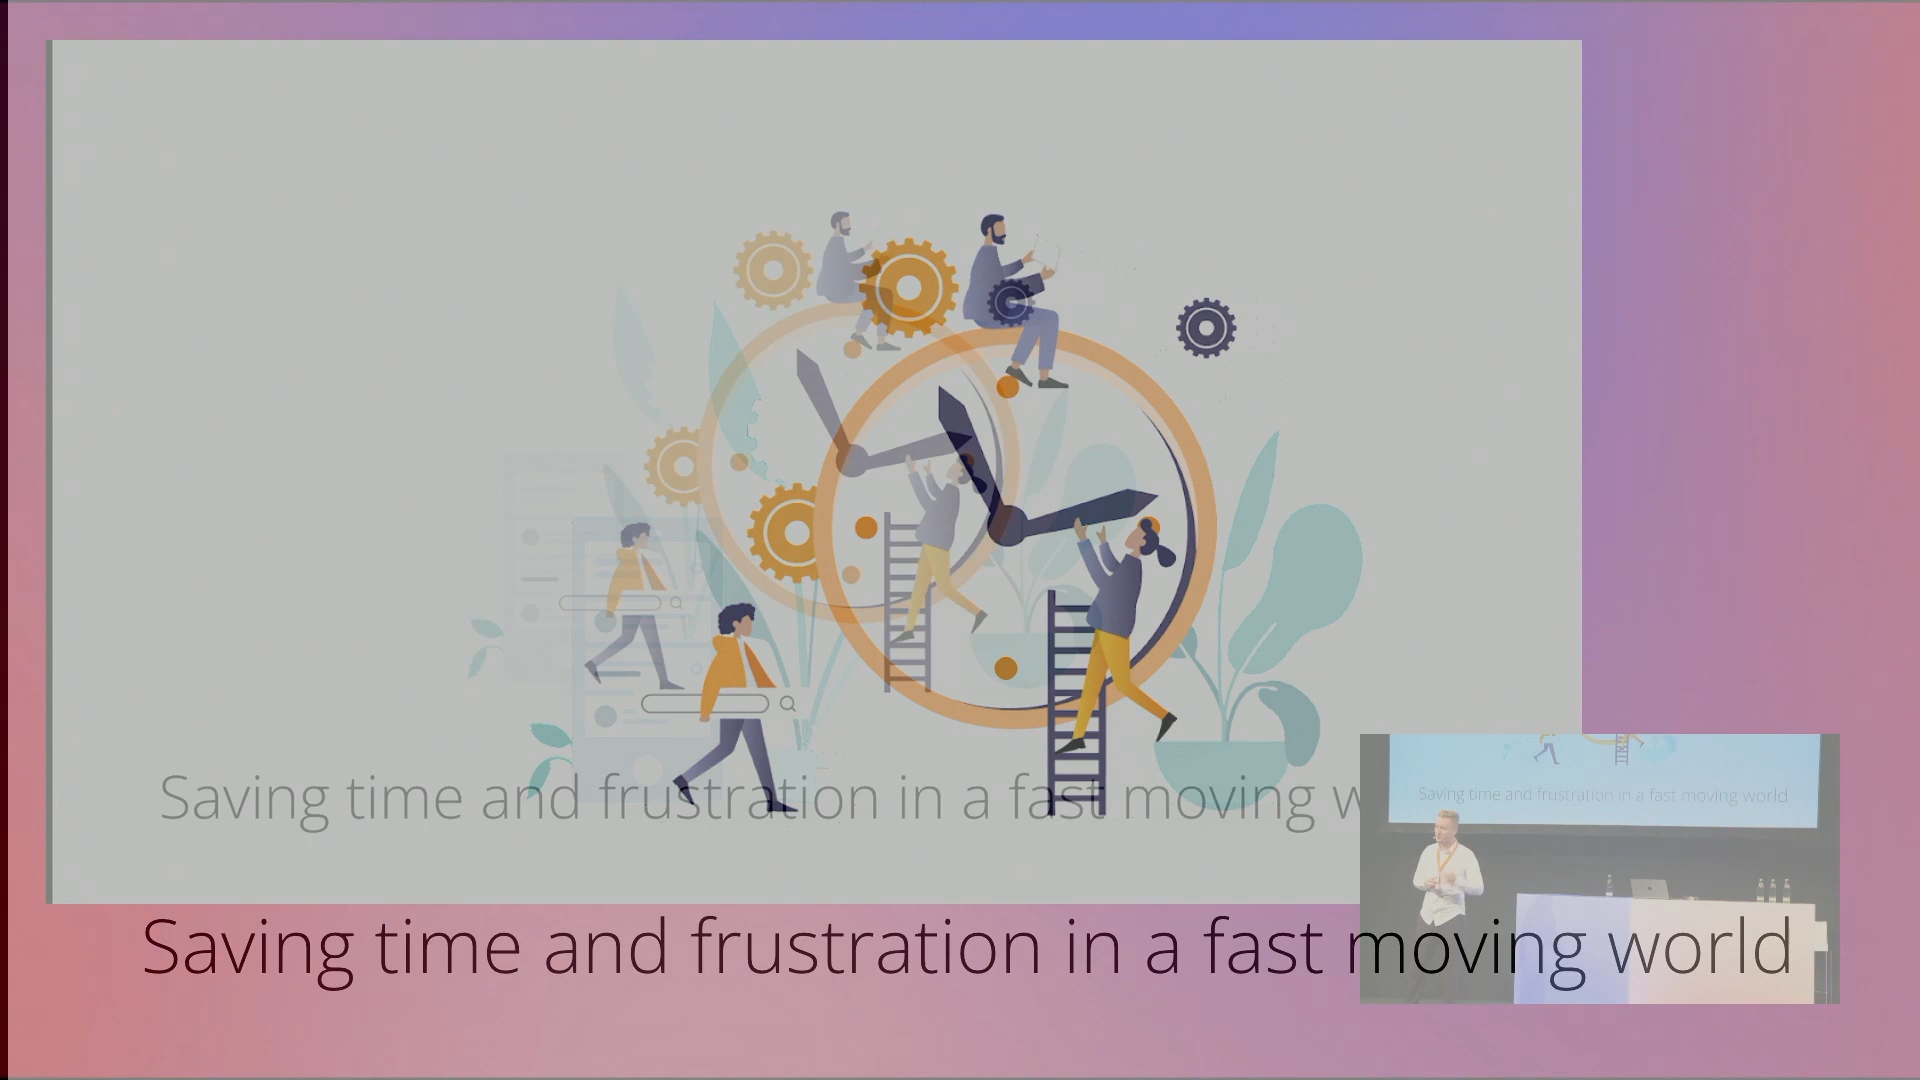 Saving time and frustration in a fast moving w
Saving time and frustration in a fast moving world
Saving time and frustration in a fast moving world